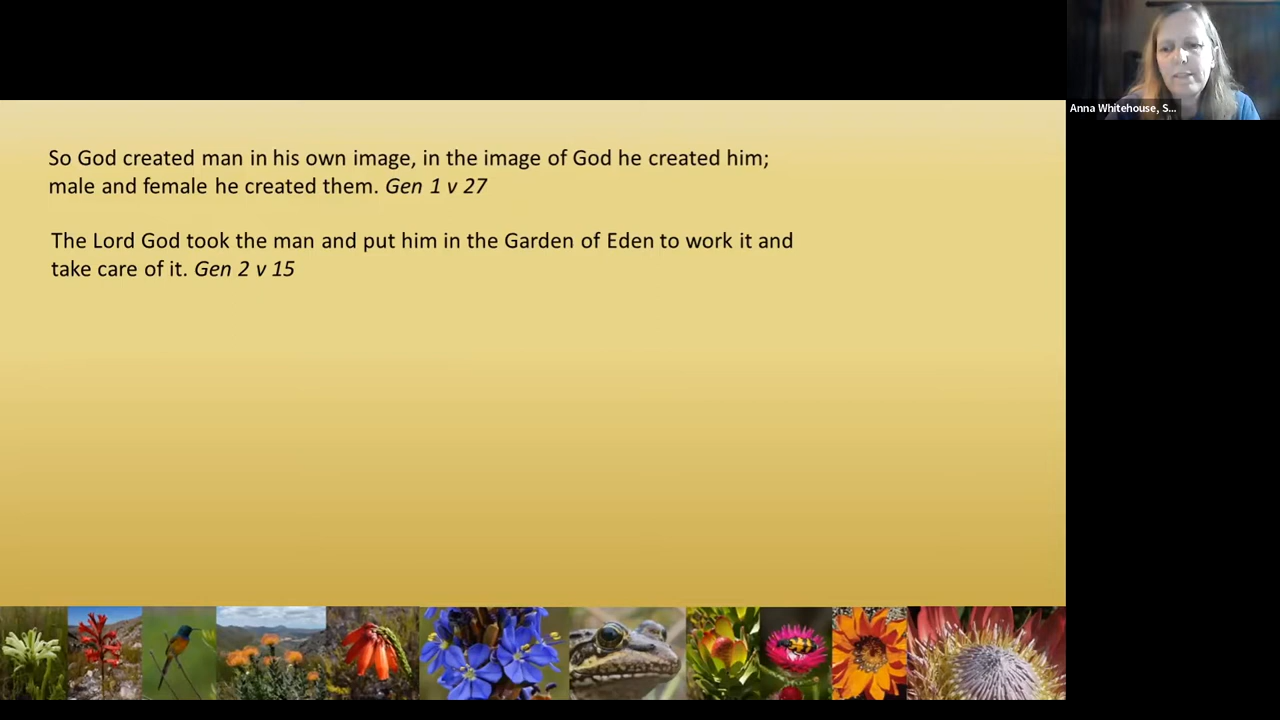 So God created man in his own image, in the image of God he created him;
male and female he created them. Gen 1 v 27
The Lord God took the man and put him in the Garden of Eden to work it and
take care of it. Gen 2 v 15
Anna Whitehouse, S...